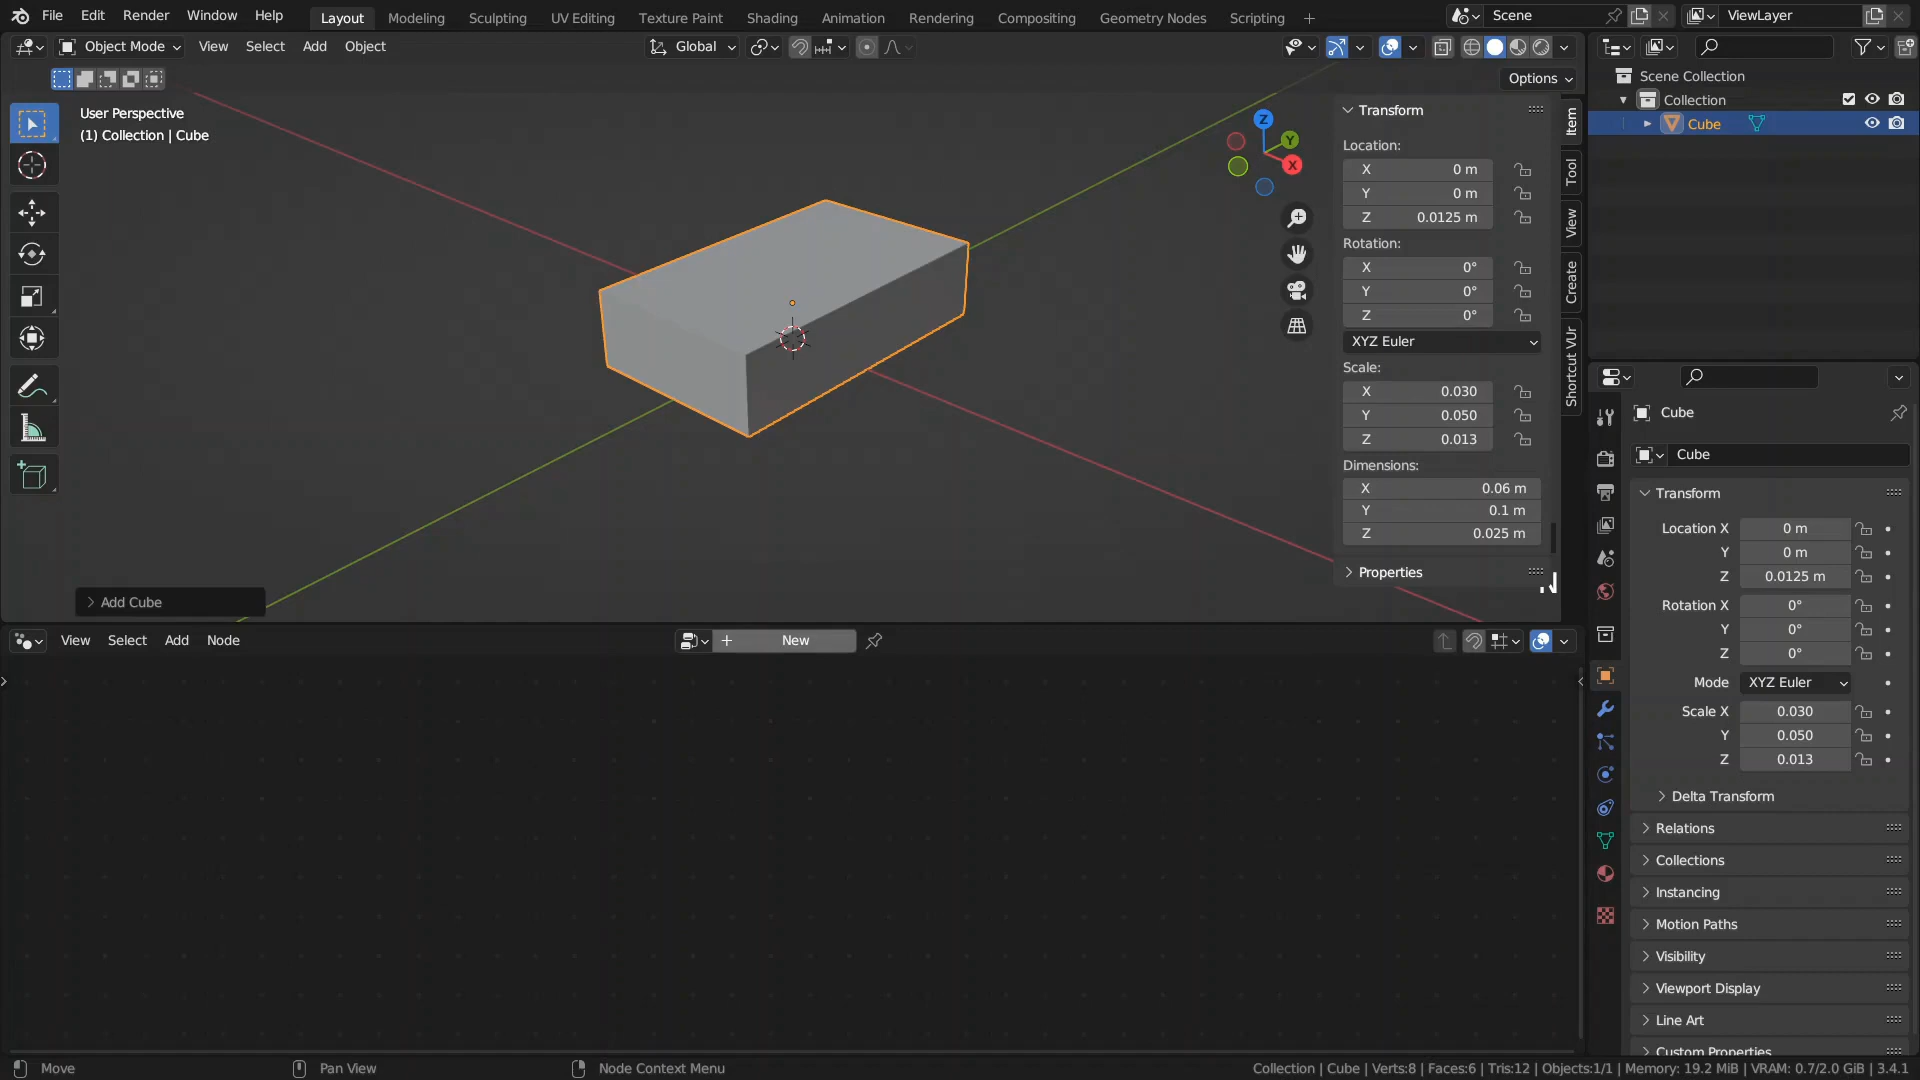 File Edit Render Window Help Layout Modeling Sculpting UV Editing Texture Paint Shading Animation Rendering Compositing Geometry Nodes Scripting + Scene ViewLayer
Object Mode View Select Add Object Global
Options
User Perspective
(1) Collection | Cube
Z
Y
X
Transform
Location:
X 0 m
Y 0 m
Z 0.0125 m
Rotation:
X 0°
Y 0°
Z 0°
XYZ Euler
Scale:
X 0.030
Y 0.050
Z 0.013
Dimensions:
X 0.06 m
Y 0.1 m
Z 0.025 m
Properties
Item
Tool
View
Create
Shortcut VUr
Add Cube
Scene Collection
Collection
Cube
Cube
Cube
Transform
Location X 0 m
Y 0 m
Z 0.0125 m
Rotation X 0°
Y 0°
Z 0°
Mode XYZ Euler
Scale X 0.030
Y 0.050
Z 0.013
Delta Transform
Relations
Collections
Instancing
Motion Paths
Visibility
Viewport Display
Line Art
Custom Properties
View Select Add Node + New
Move Pan View Node Context Menu Collection | Cube | Verts:8 | Faces:6 | Tris:12 | Objects:1/1 | Memory: 19.2 MiB | VRAM: 0.7/2.0 GiB | 3.4.1